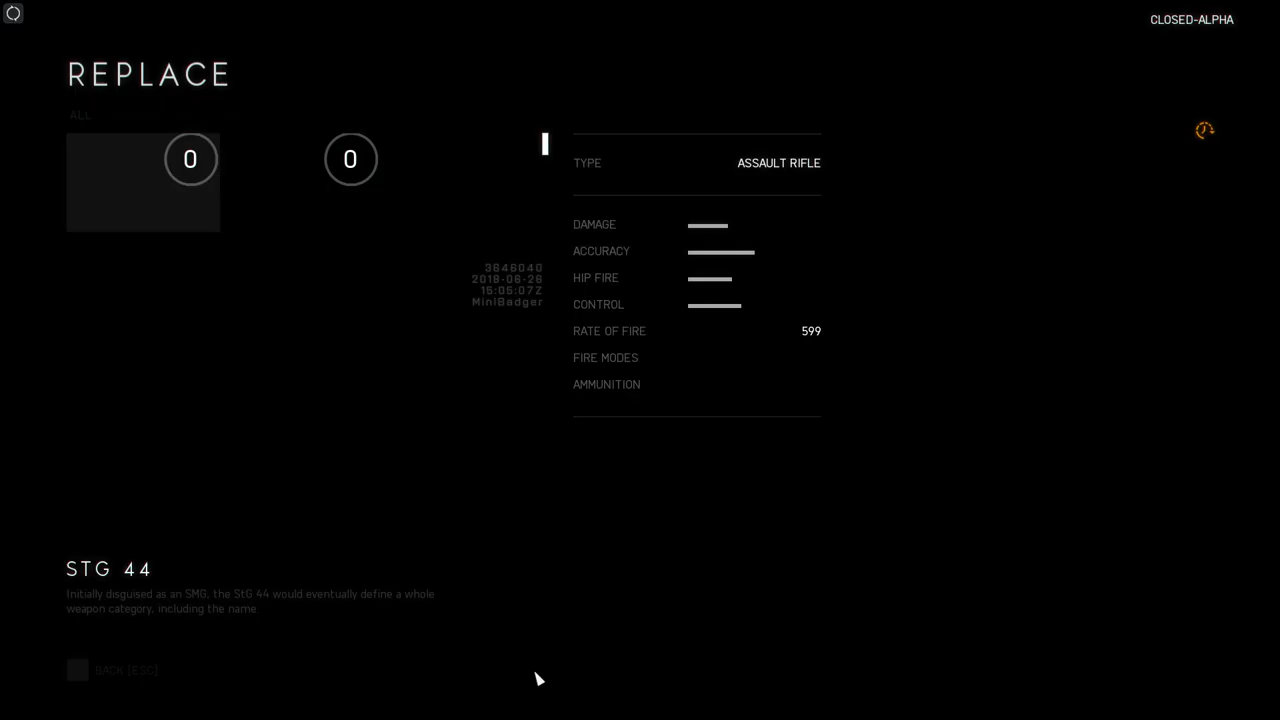 CLOSED-ALPHA
REPLACE
ALL
0
0
TYPE
ASSAULT RIFLE
DAMAGE
ACCURACY
HIP FIRE
CONTROL
RATE OF FIRE
599
FIRE MODES
AMMUNITION
3646040
2018-06-26
15:05:07Z
MiniBadger
STG 44
Initially disguised as an SMG, the StG 44 would eventually define a whole
weapon category, including the name
BACK [ESC]